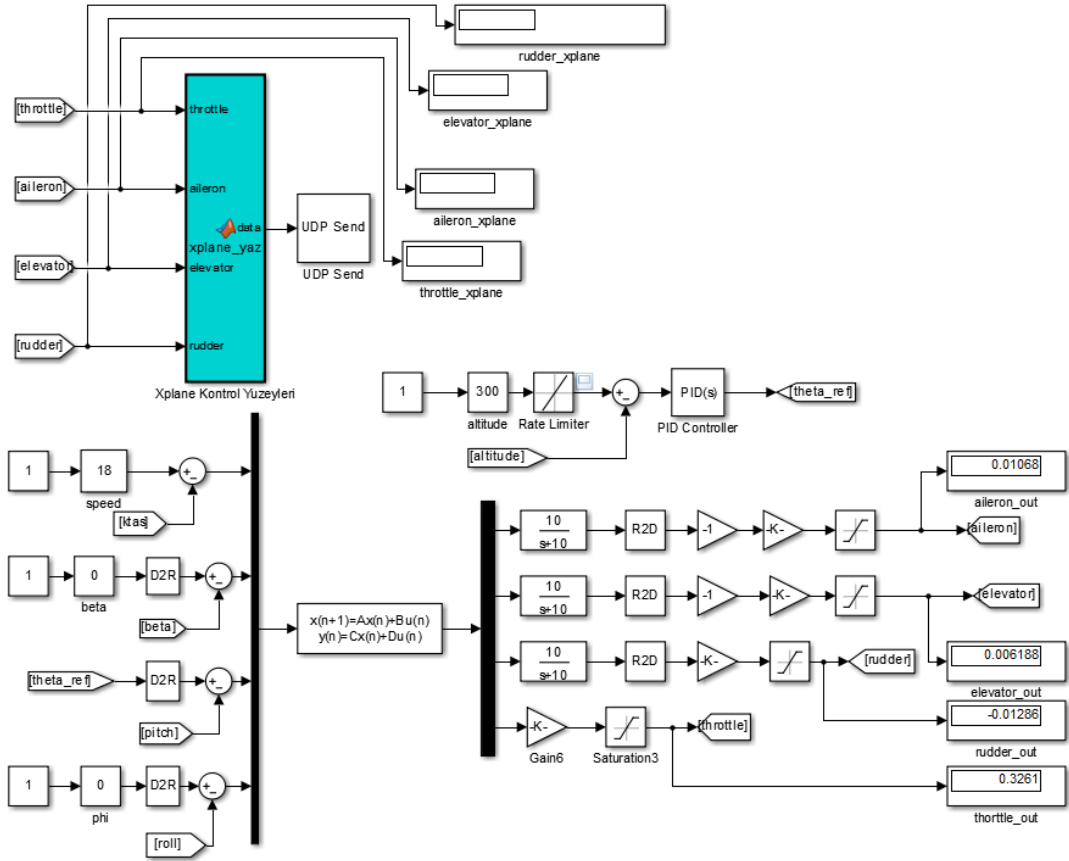 rudder_xplane
elevator_xplane
aileron_xplane
throttle_xplane
[throttle]
throttle
[aileron]
aileron
data
xplane_yaz
UDP Send
UDP Send
[elevator]
elevator
[rudder]
rudder
Xplane Kontrol Yuzeyleri
1
300
altitude
Rate Limiter
+
-
PID(s)
PID Controller
[theta_ref]
[altitude]
1
18
speed
+
-
[ktas]
1
0
beta
D2R
+
-
[beta]
[theta_ref]
D2R
+
-
[pitch]
1
0
phi
D2R
+
-
[roll]
x(n+1)=Ax(n)+Bu(n)
y(n)=Cx(n)+Du(n)
10
s+10
R2D
-1
-K-
0.01068
aileron_out
[aileron]
10
s+10
R2D
-1
-K-
[elevator]
0.006188
elevator_out
10
s+10
R2D
-K-
[rudder]
-0.01286
rudder_out
-K-
Gain6
Saturation3
[throttle]
0.3261
thorttle_out